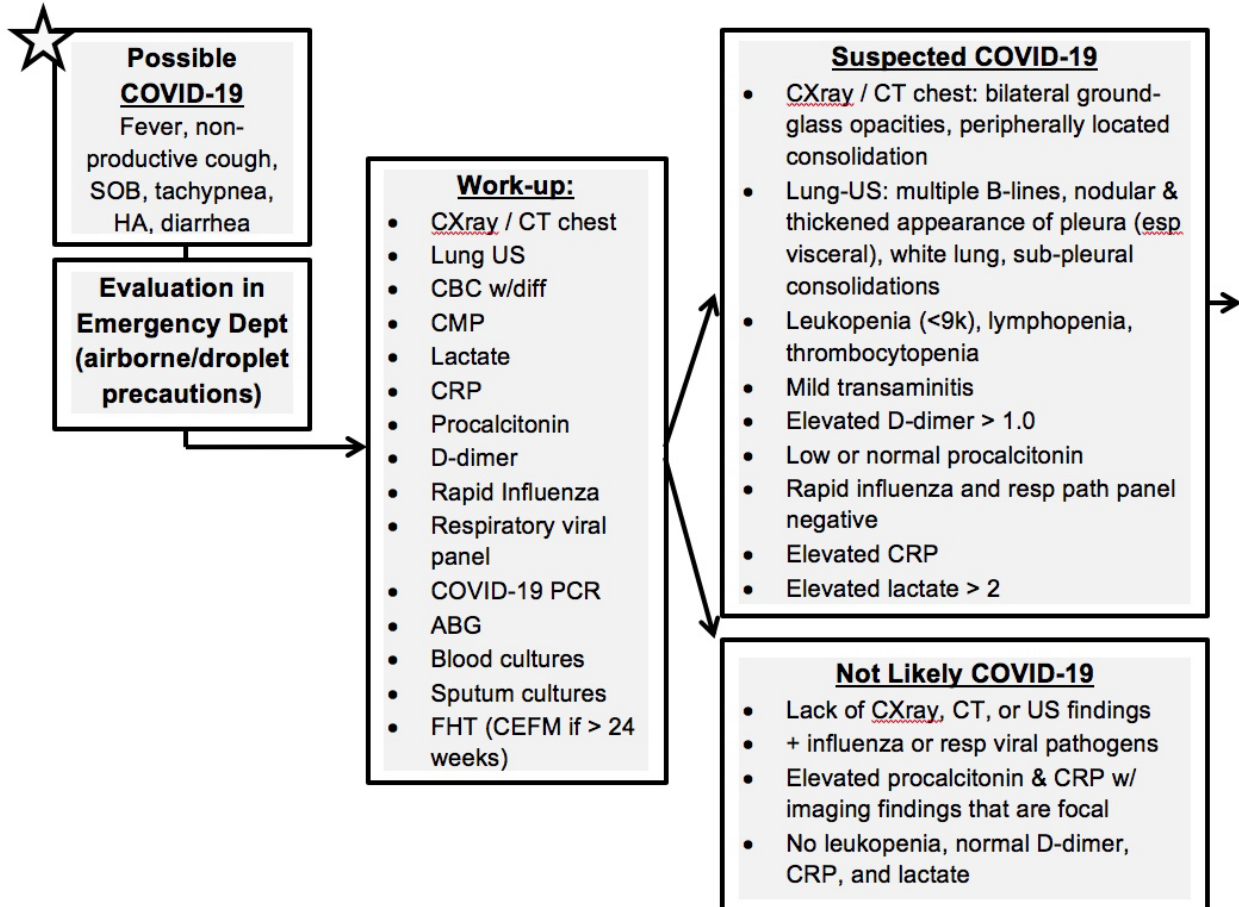 Possible
COVID-19
Fever, non-
productive cough,
SOB, tachypnea,
HA, diarrhea
Evaluation in
Emergency Dept
(airborne/droplet
precautions)
Work-up:
• CXray / CT chest
• Lung US
• CBC w/diff
• CMP
• Lactate
• CRP
• Procalcitonin
• D-dimer
• Rapid Influenza
• Respiratory viral
panel
• COVID-19 PCR
• ABG
• Blood cultures
• Sputum cultures
• FHT (CEFM if > 24
weeks)
Suspected COVID-19
• CXray / CT chest: bilateral ground-
glass opacities, peripherally located
consolidation
• Lung-US: multiple B-lines, nodular &
thickened appearance of pleura (esp
visceral), white lung, sub-pleural
consolidations
• Leukopenia (<9k), lymphopenia,
thrombocytopenia
• Mild transaminitis
• Elevated D-dimer > 1.0
• Low or normal procalcitonin
• Rapid influenza and resp path panel
negative
• Elevated CRP
• Elevated lactate > 2
Not Likely COVID-19
• Lack of CXray, CT, or US findings
• + influenza or resp viral pathogens
• Elevated procalcitonin & CRP w/
imaging findings that are focal
• No leukopenia, normal D-dimer,
CRP, and lactate